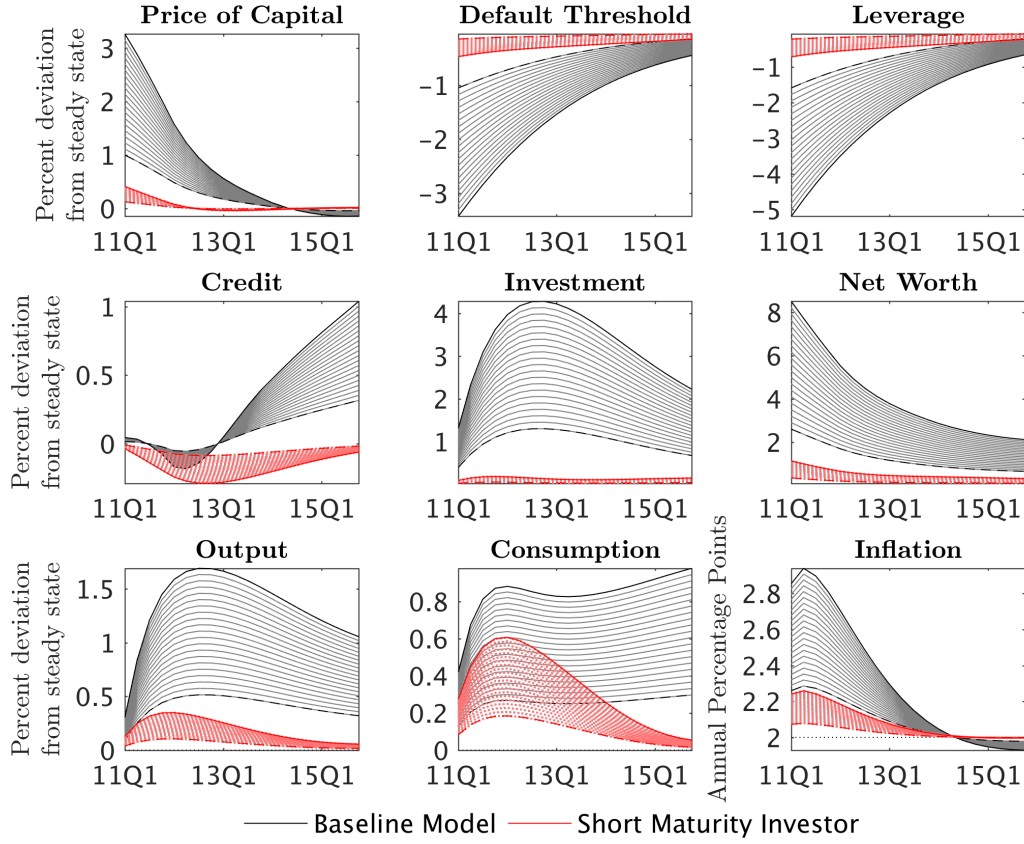 Price of Capital
Default Threshold
Leverage
Percent deviation
from steady state
3
2
1
0
11Q1 13Q1 15Q1
−1
−2
−3
11Q1 13Q1 15Q1
−1
−2
−3
−4
−5
11Q1 13Q1 15Q1
Credit
Investment
Net Worth
Percent deviation
from steady state
1
0.5
0
11Q1 13Q1 15Q1
4
3
2
1
11Q1 13Q1 15Q1
8
6
4
2
11Q1 13Q1 15Q1
Output
Consumption
Inflation
Percent deviation
from steady state
1.5
1
0.5
0
11Q1 13Q1 15Q1
0.8
0.6
0.4
0.2
0
11Q1 13Q1 15Q1
Annual Percentage Points
2.8
2.6
2.4
2.2
2
11Q1 13Q1 15Q1
Baseline Model
Short Maturity Investor